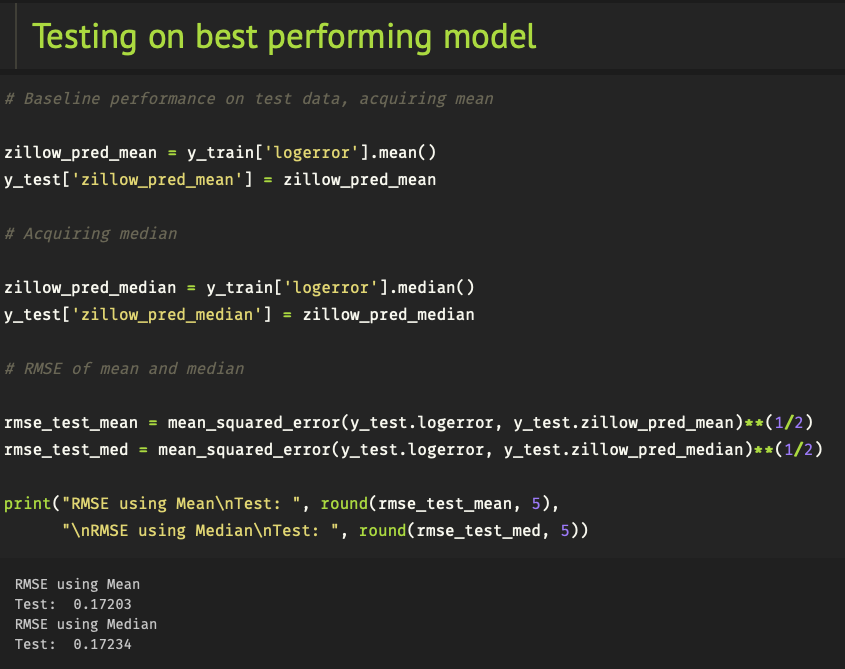 Testing on best performing model
# Baseline performance on test data, acquiring mean
zillow_pred_mean = y_train['logerror'].mean()
y_test['zillow_pred_mean'] = zillow_pred_mean
# Acquiring median
zillow_pred_median = y_train['logerror'].median()
y_test['zillow_pred_median'] = zillow_pred_median
# RMSE of mean and median
rmse_test_mean = mean_squared_error(y_test.logerror, y_test.zillow_pred_mean)**(1/2)
rmse_test_med = mean_squared_error(y_test.logerror, y_test.zillow_pred_median)**(1/2)
print("RMSE using Mean\nTest: ", round(rmse_test_mean, 5),
      "\nRMSE using Median\nTest: ", round(rmse_test_med, 5))
RMSE using Mean
Test:  0.17203
RMSE using Median
Test:  0.17234